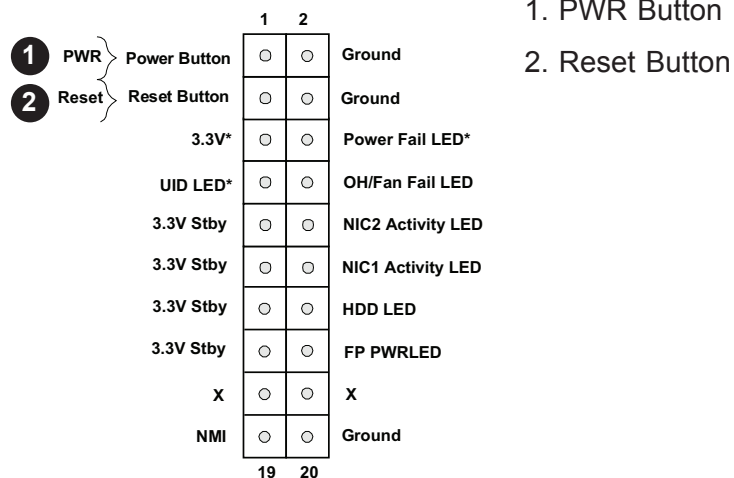 1 2
1. PWR Button
1 PWR Power Button Ground
2. Reset Button
2 Reset Reset Button Ground
3.3V* Power Fail LED*
UID LED* OH/Fan Fail LED
3.3V Stby NIC2 Activity LED
3.3V Stby NIC1 Activity LED
3.3V Stby HDD LED
3.3V Stby FP PWRLED
X X
NMI Ground
19 20